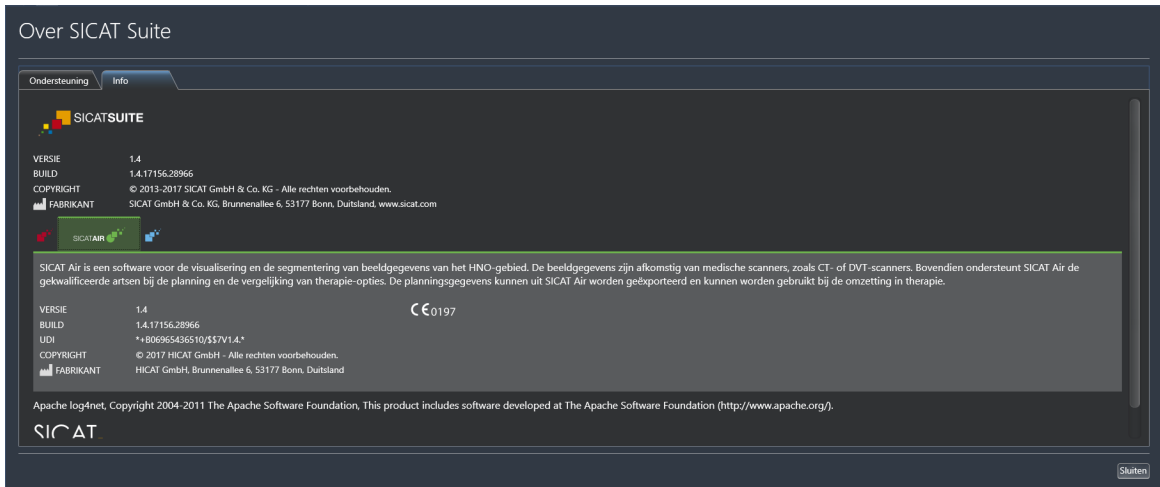 Over SICAT Suite
Ondersteuning Info
SICATSUITE
VERSIE 1.4
BUILD 1.4.17156.28966
COPYRIGHT © 2013-2017 SICAT GmbH & Co. KG - Alle rechten voorbehouden.
FABRIKANT SICAT GmbH & Co. KG, Brunnenallee 6, 53177 Bonn, Duitsland, www.sicat.com
SICATAIR
SICAT Air is een software voor de visualisering en de segmentering van beeldgegevens van het HNO-gebied. De beeldgegevens zijn afkomstig van medische scanners, zoals CT- of DVT-scanners. Bovendien ondersteunt SICAT Air de
gekwalificeerde artsen bij de planning en de vergelijking van therapie-opties. De planningsgegevens kunnen uit SICAT Air worden geëxporteerd en kunnen worden gebruikt bij de omzetting in therapie.
VERSIE 1.4 CE0197
BUILD 1.4.17156.28966
UDI *+B06965436510/$$7V1.4.*
COPYRIGHT © 2017 HICAT GmbH - Alle rechten voorbehouden.
FABRIKANT HICAT GmbH, Brunnenallee 6, 53177 Bonn, Duitsland
Apache log4net, Copyright 2004-2011 The Apache Software Foundation, This product includes software developed at The Apache Software Foundation (http://www.apache.org/).
SICAT
Sluiten